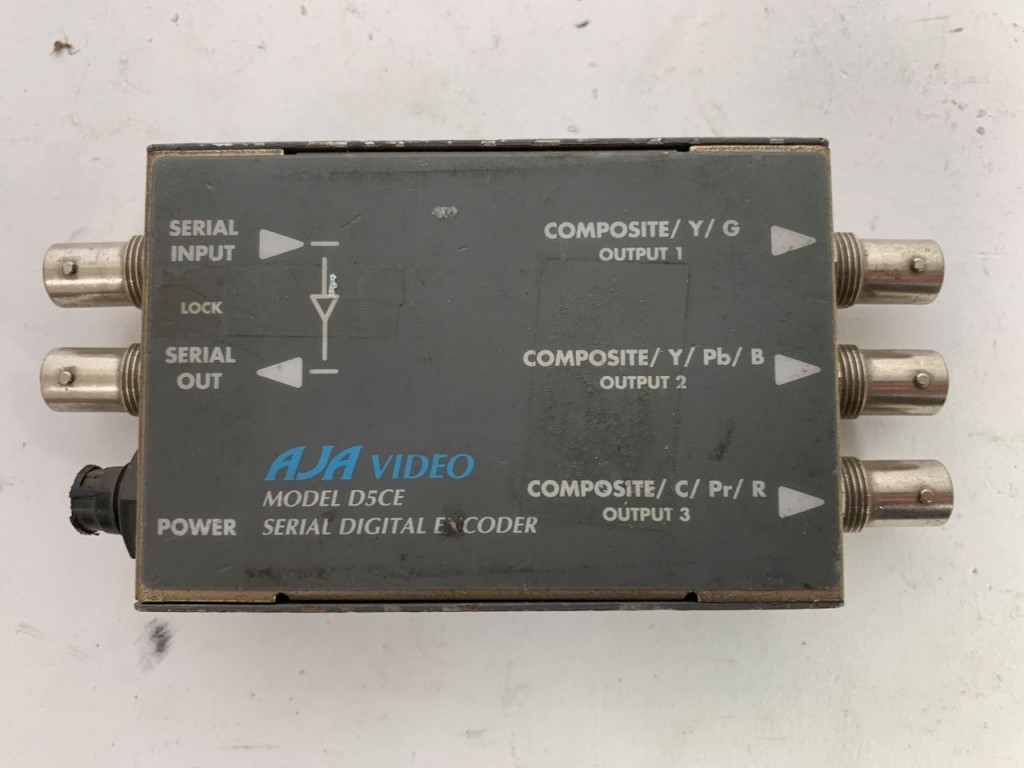 SERIAL
INPUT
LOCK
SERIAL
OUT
COMPOSITE/ Y/ G
OUTPUT 1
COMPOSITE/ Y/ Pb/ B
OUTPUT 2
COMPOSITE/ C/ Pr/ R
OUTPUT 3
AJA VIDEO
MODEL D5CE
SERIAL DIGITAL ENCODER
POWER